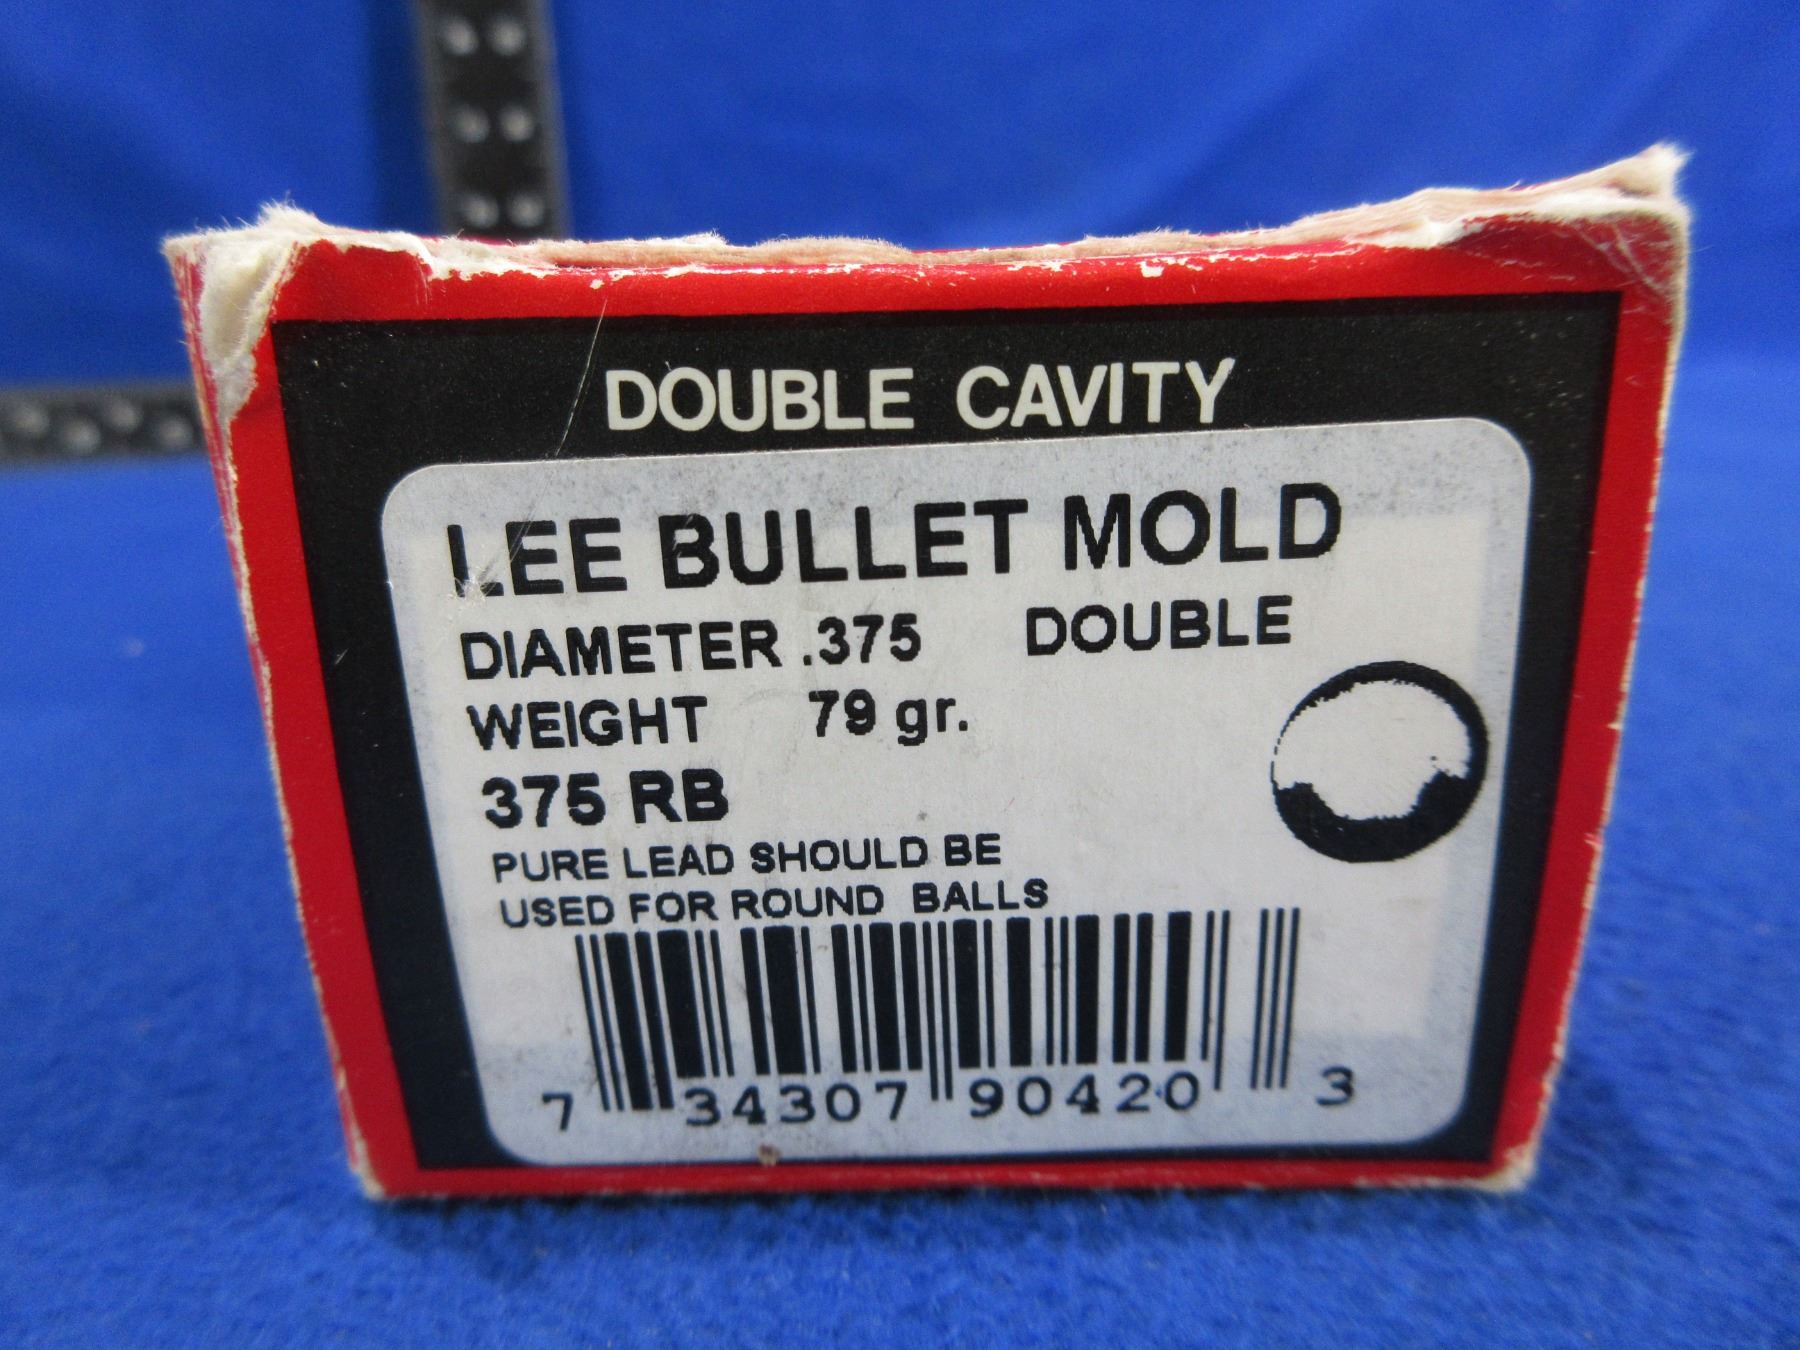 DOUBLE CAVITY
LEE BULLET MOLD
DIAMETER .375 DOUBLE
WEIGHT 79 gr.
375 RB
PURE LEAD SHOULD BE
USED FOR ROUND BALLS
7 34307 90420 3